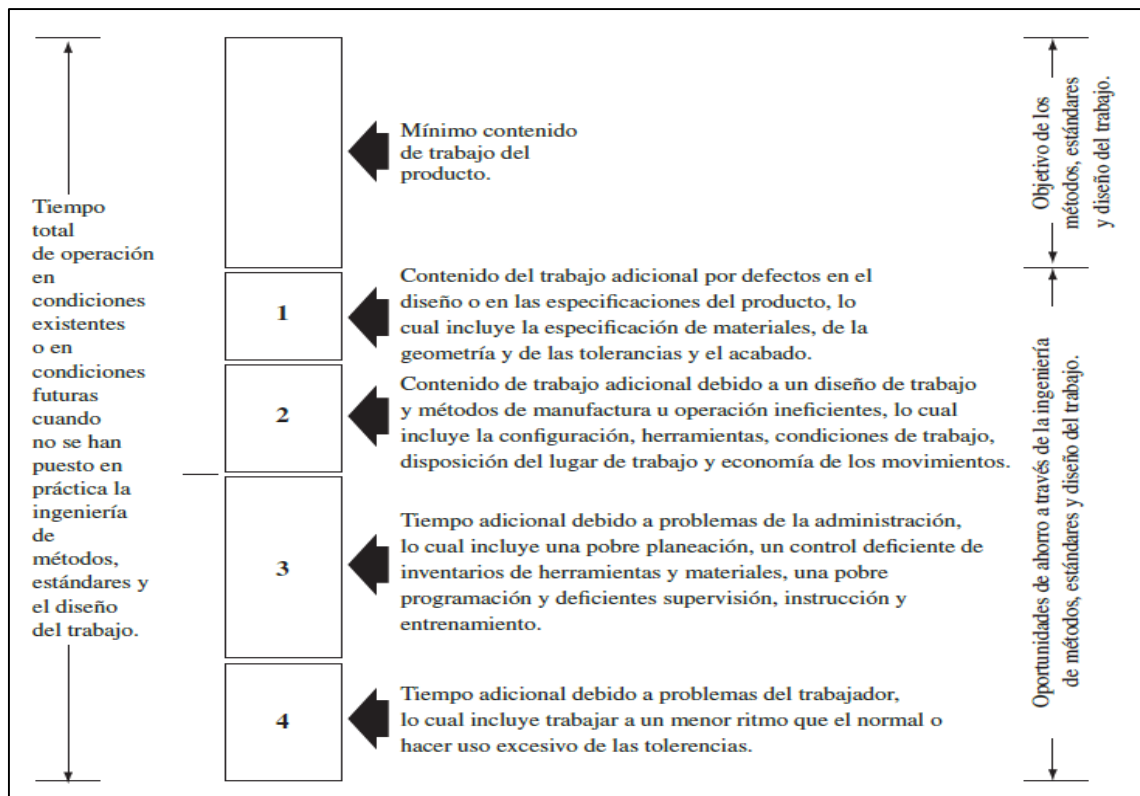 Tiempo
total
de operación
en
condiciones
existentes
o en
condiciones
futuras
cuando
no se han
puesto en
práctica la
ingeniería
de
métodos,
estándares y
el diseño
del trabajo.
Mínimo contenido
de trabajo del
producto.
1
Contenido del trabajo adicional por defectos en el
diseño o en las especificaciones del producto, lo
cual incluye la especificación de materiales, de la
geometría y de las tolerancias y el acabado.
2
Contenido de trabajo adicional debido a un diseño de trabajo
y métodos de manufactura u operación ineficientes, lo cual
incluye la configuración, herramientas, condiciones de trabajo,
disposición del lugar de trabajo y economía de los movimientos.
3
Tiempo adicional debido a problemas de la administración,
lo cual incluye una pobre planeación, un control deficiente de
inventarios de herramientas y materiales, una pobre
programación y deficientes supervisión, instrucción y
entrenamiento.
4
Tiempo adicional debido a problemas del trabajador,
lo cual incluye trabajar a un menor ritmo que el normal o
hacer uso excesivo de las tolerencias.
Objetivo de los
métodos, estándares
y diseño del trabajo.
Oportunidades de ahorro a través de la ingeniería
de métodos, estándares y diseño del trabajo.